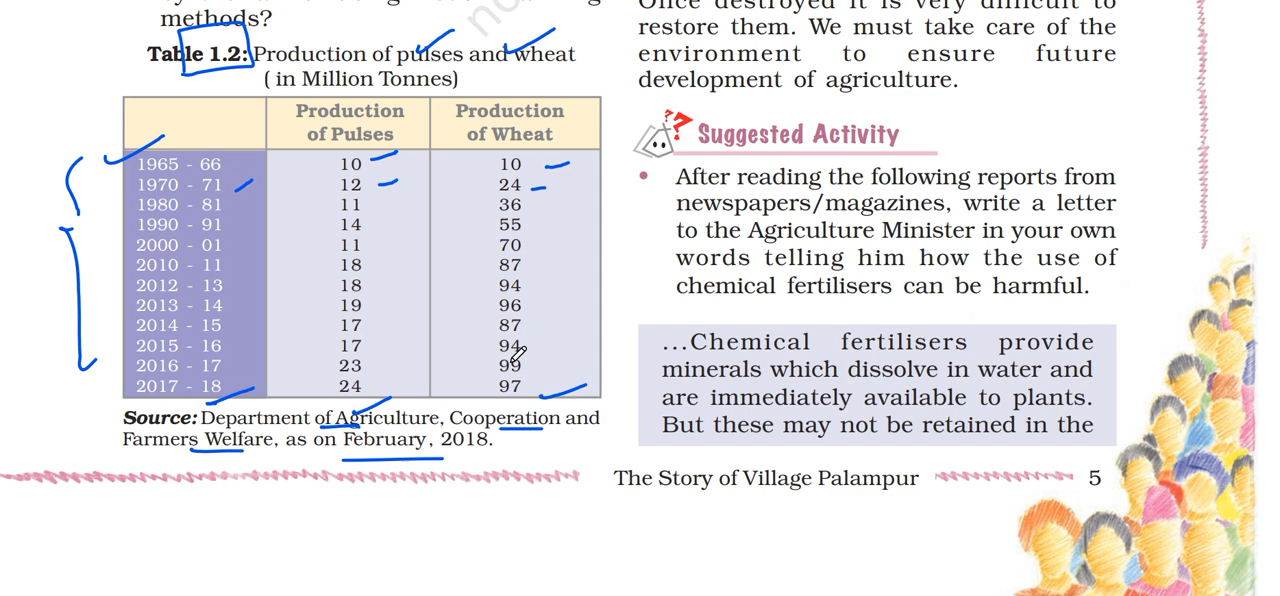 methods?
Table 1.2: Production of pulses and wheat
( in Million Tonnes)
Production of Pulses Production of Wheat
1965 - 66 10 10
1970 - 71 12 24
1980 - 81 11 36
1990 - 91 14 55
2000 - 01 11 70
2010 - 11 18 87
2012 - 13 18 94
2013 - 14 19 96
2014 - 15 17 87
2015 - 16 17 94
2016 - 17 23 99
2017 - 18 24 97
Source: Department of Agriculture, Cooperation and
Farmers Welfare, as on February, 2018.
Once destroyed it is very difficult to
restore them. We must take care of the
environment to ensure future
development of agriculture.
Suggested Activity
• After reading the following reports from
newspapers/magazines, write a letter
to the Agriculture Minister in your own
words telling him how the use of
chemical fertilisers can be harmful.
...Chemical fertilisers provide
minerals which dissolve in water and
are immediately available to plants.
But these may not be retained in the
The Story of Village Palampur 5